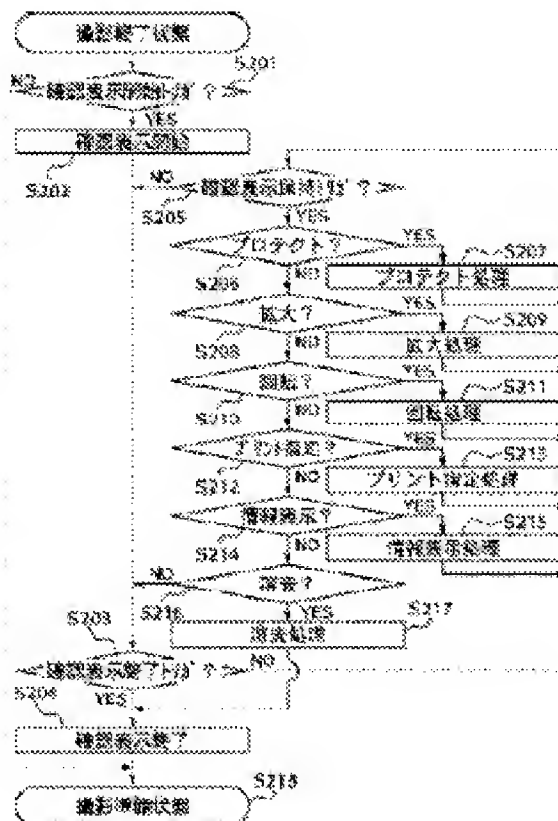 撮影終了状態
S201
NO
確認表示開始トリガ?
YES
確認表示開始
S202
NO
確認表示保持トリガ?
S205
YES
プロテクト?
YES
S207
S206
NO
プロテクト処理
拡大?
YES
S209
S208
NO
拡大処理
回転?
YES
S211
S210
NO
回転処理
プリント指定?
YES
S213
S212
NO
プリント指定処理
情報表示?
YES
S215
S214
NO
情報表示処理
NO
消去?
S216
YES
S217
消去処理
S203
確認表示終了トリガ?
NO
S204
YES
確認表示終了
撮影準備状態
S218